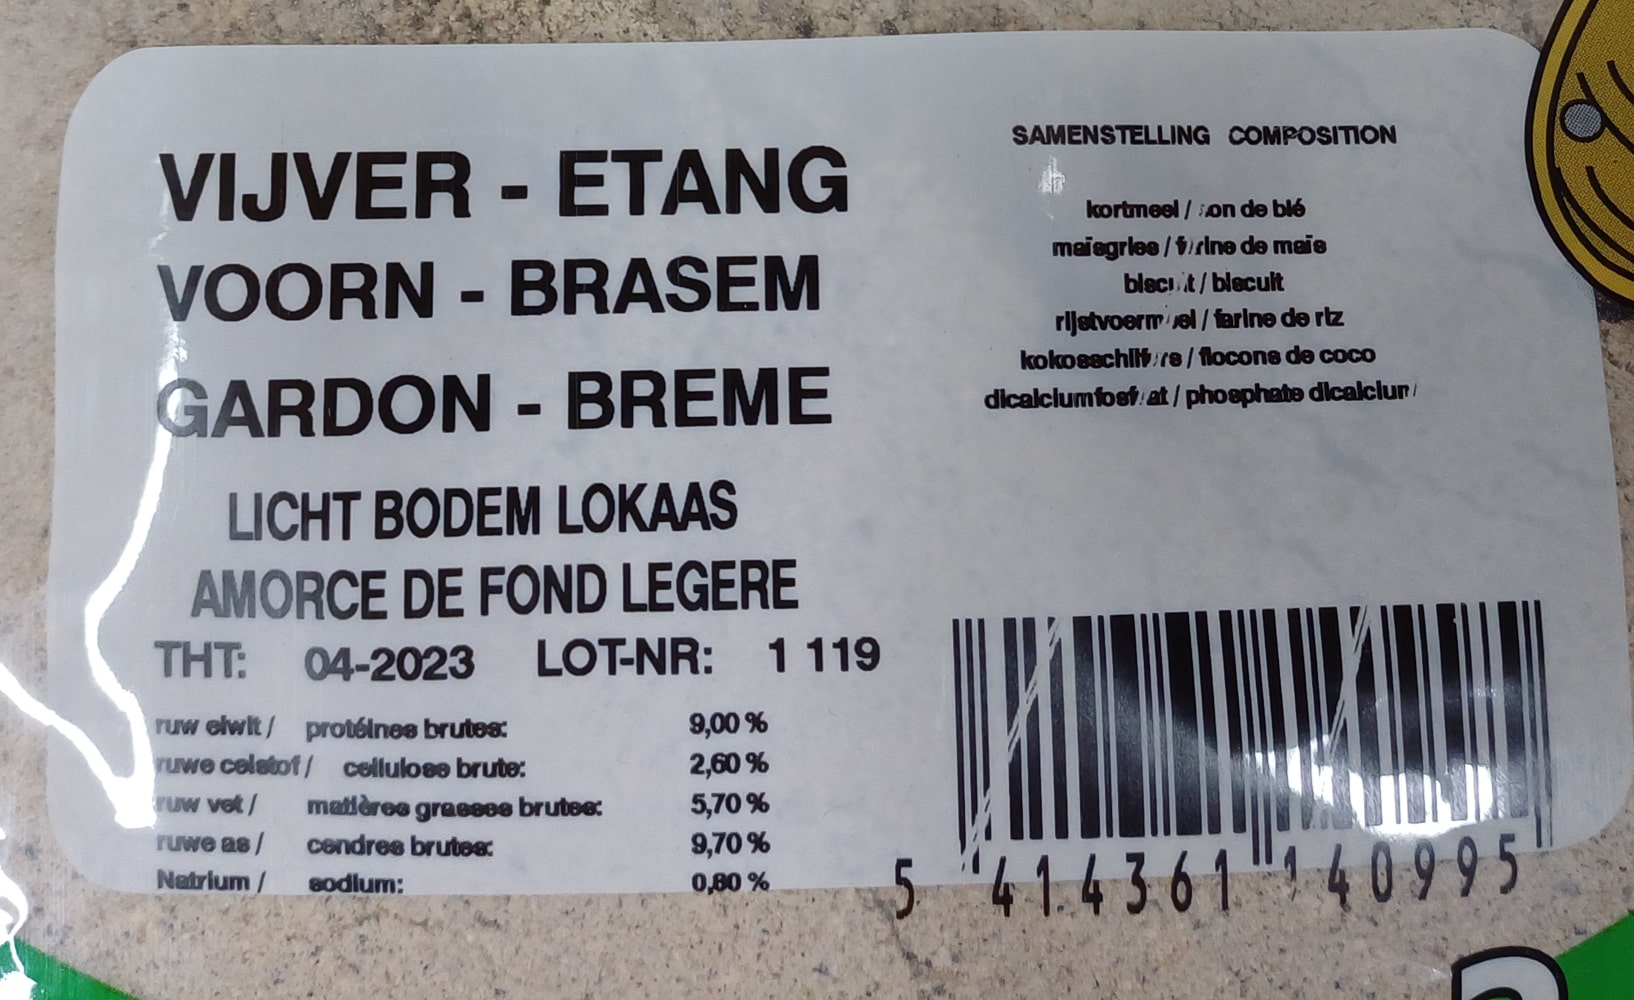 VIJVER - ETANG
VOORN - BRASEM
GARDON - BREME
LICHT BODEM LOKAAS
AMORCE DE FOND LEGERE
THT: 04-2023 LOT-NR: 1 119
ruw eiwit / protéines brutes: 9,00 %
ruwe celstof / cellulose brute: 2,60 %
ruw vet / matières grasses brutes: 5,70 %
ruwe as / cendres brutes: 9,70 %
Natrium / sodium: 0,80 %
SAMENSTELLING COMPOSITION
kortmeel / son de blé
maïsgries / farine de maïs
biscuit / biscuit
rijstvoermeel / farine de riz
kokosschilfers / flocons de coco
dicalciumfosfaat / phosphate dicalcium
5 414361 140995